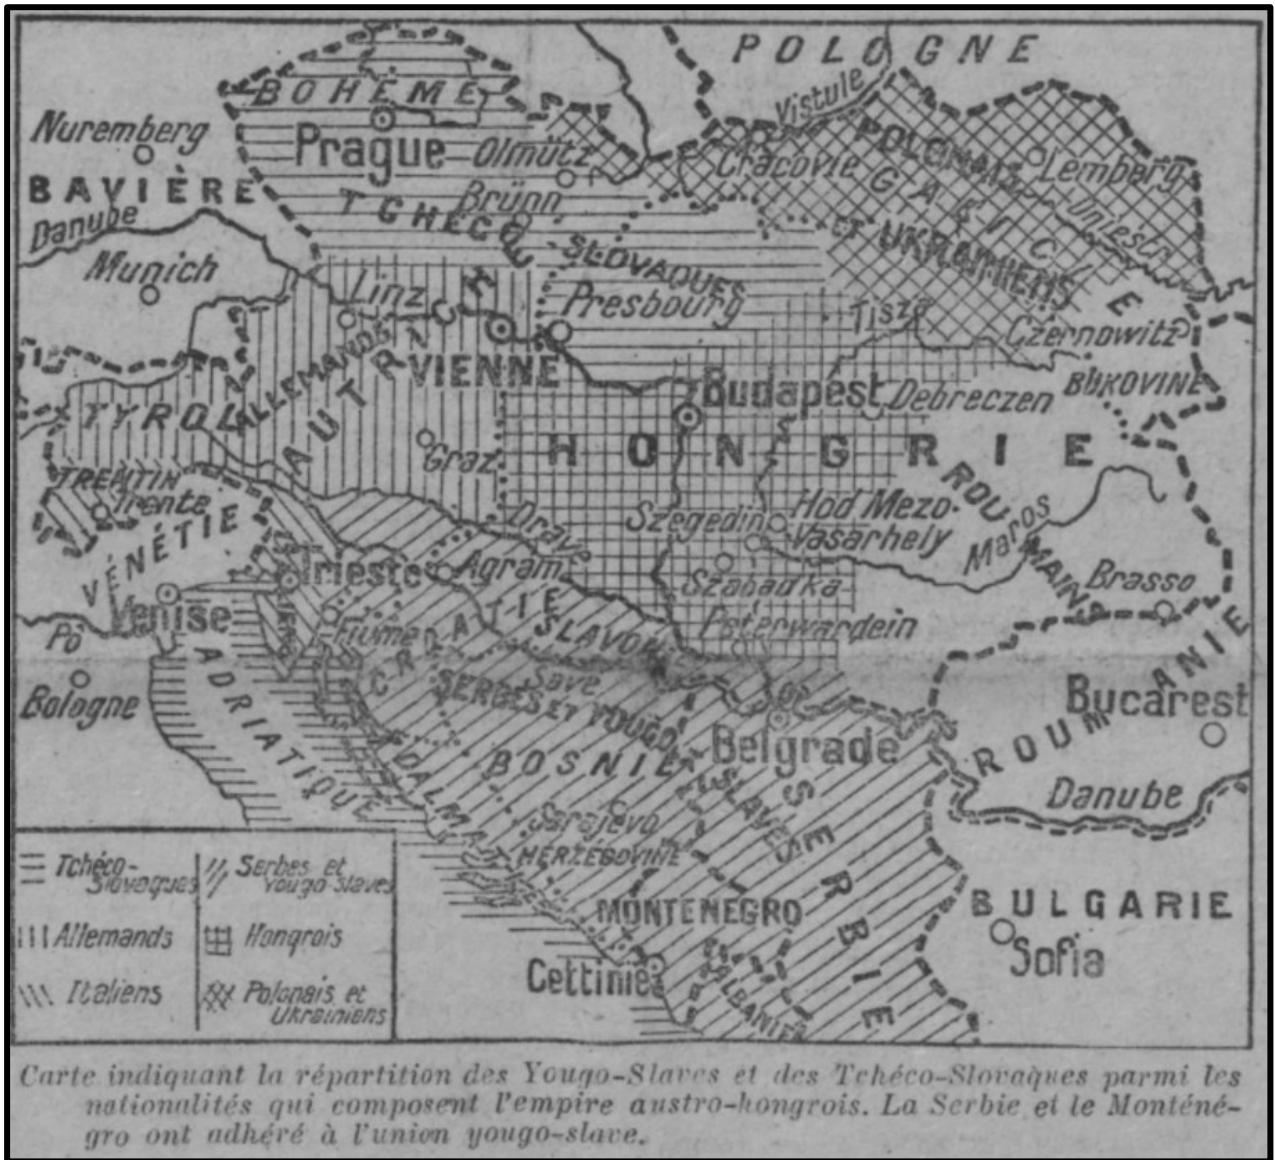 POLOGNE
Vistule
BOHÊME
Nuremberg
Prague
Olmütz
Cracovie
POLONAIS
Lemberg
GALICIE
BAVIÈRE
Danube
TCHÉCO
Brünn
ET UKRAINIENS
Dniestr
SLOVAQUES
Munich
Linz
Presbourg
Tisza
Czernowitz
AUTRICHE
ALLEMANDS
VIENNE
Budapest
Debreczen
BUKOVINE
TYROL
Graz
HONGRIE
TRENTIN
Trente
ROUMAINS
Drave
Szegedin
Hod Mezo-
Vasarhely
Maros
VÉNÉTIE
Trieste
Agram
Szabadka
Brasso
Venise
Fiume
Peterwardein
Pô
CROATIE
SLAVONIE
Save
Bologne
ADRIATIQUE
SERBES ET YOUGO-SLAVES
Belgrade
Bucarest
ROUMANIE
BOSNIE
DALMATIE
Danube
Sarajevo
HERZEGOVINE
SERBIE
MONTENEGRO
BULGARIE
Sofia
Cettinie
ALBANIE
Tchéco-
Slovaques
Serbes et
Yougo-slaves
Allemands
Hongrois
Italiens
Polonais et
Ukrainiens
Carte indiquant la répartition des Yougo-Slaves et des Tchéco-Slovaques parmi les
nationalités qui composent l'empire austro-hongrois. La Serbie et le Monténé-
gro ont adhéré à l'union yougo-slave.